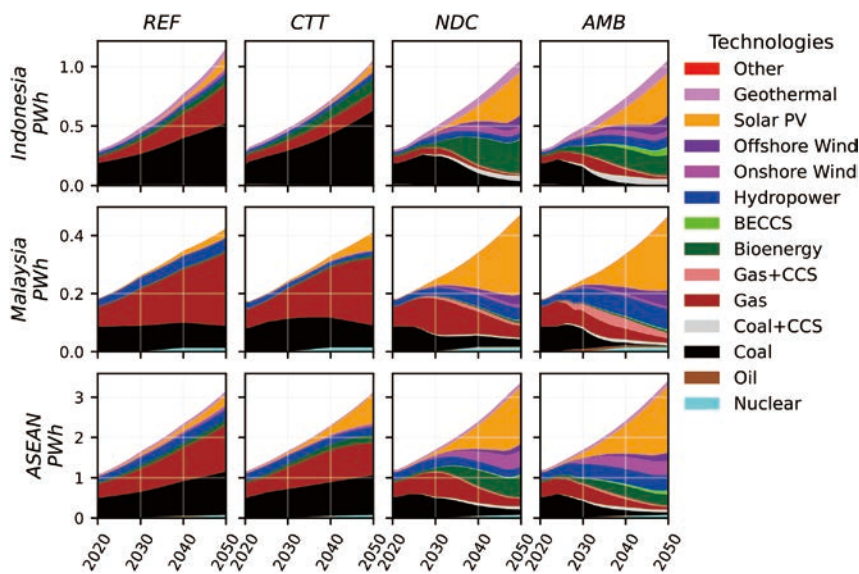 REF CTT NDC AMB
Technologies
Other
Geothermal
Solar PV
Offshore Wind
Onshore Wind
Hydropower
BECCS
Bioenergy
Gas+CCS
Gas
Coal+CCS
Coal
Oil
Nuclear
Indonesia
PWh
1.0
0.5
0.0
Malaysia
PWh
0.4
0.2
0.0
ASEAN
PWh
3
2
1
0
2020 2030 2040 2050 2020 2030 2040 2050 2020 2030 2040 2050 2020 2030 2040 2050